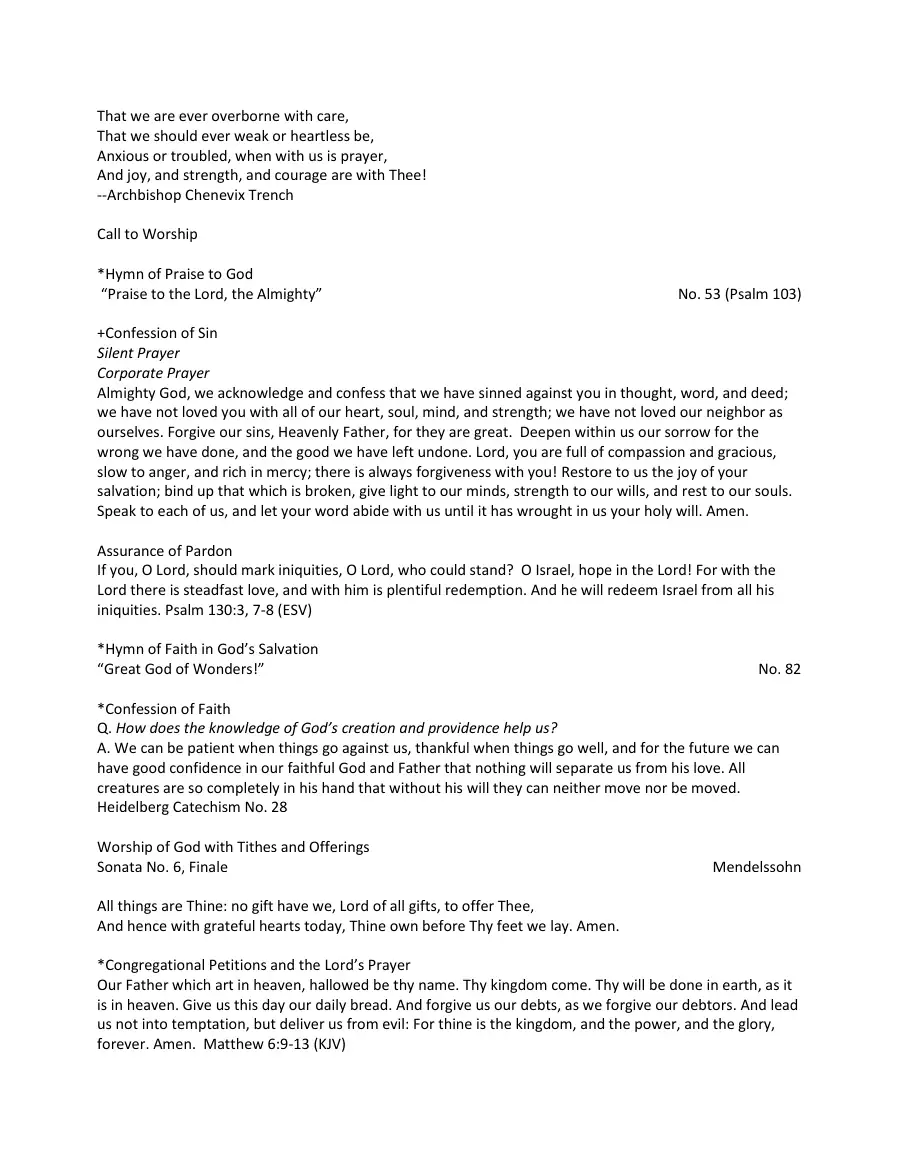 That we are ever overborne with care,
That we should ever weak or heartless be,
Anxious or troubled, when with us is prayer,
And joy, and strength, and courage are with Thee!
--Archbishop Chenevix Trench
Call to Worship
*Hymn of Praise to God
“Praise to the Lord, the Almighty” No. 53 (Psalm 103)
+Confession of Sin
Silent Prayer
Corporate Prayer
Almighty God, we acknowledge and confess that we have sinned against you in thought, word, and deed;
we have not loved you with all of our heart, soul, mind, and strength; we have not loved our neighbor as
ourselves. Forgive our sins, Heavenly Father, for they are great.  Deepen within us our sorrow for the
wrong we have done, and the good we have left undone. Lord, you are full of compassion and gracious,
slow to anger, and rich in mercy; there is always forgiveness with you! Restore to us the joy of your
salvation; bind up that which is broken, give light to our minds, strength to our wills, and rest to our souls.
Speak to each of us, and let your word abide with us until it has wrought in us your holy will. Amen.
Assurance of Pardon
If you, O Lord, should mark iniquities, O Lord, who could stand?  O Israel, hope in the Lord! For with the
Lord there is steadfast love, and with him is plentiful redemption. And he will redeem Israel from all his
iniquities. Psalm 130:3, 7-8 (ESV)
*Hymn of Faith in God’s Salvation
“Great God of Wonders!” No. 82
*Confession of Faith
Q. How does the knowledge of God’s creation and providence help us?
A. We can be patient when things go against us, thankful when things go well, and for the future we can
have good confidence in our faithful God and Father that nothing will separate us from his love. All
creatures are so completely in his hand that without his will they can neither move nor be moved.
Heidelberg Catechism No. 28
Worship of God with Tithes and Offerings
Sonata No. 6, Finale Mendelssohn
All things are Thine: no gift have we, Lord of all gifts, to offer Thee,
And hence with grateful hearts today, Thine own before Thy feet we lay. Amen.
*Congregational Petitions and the Lord’s Prayer
Our Father which art in heaven, hallowed be thy name. Thy kingdom come. Thy will be done in earth, as it
is in heaven. Give us this day our daily bread. And forgive us our debts, as we forgive our debtors. And lead
us not into temptation, but deliver us from evil: For thine is the kingdom, and the power, and the glory,
forever. Amen.  Matthew 6:9-13 (KJV)